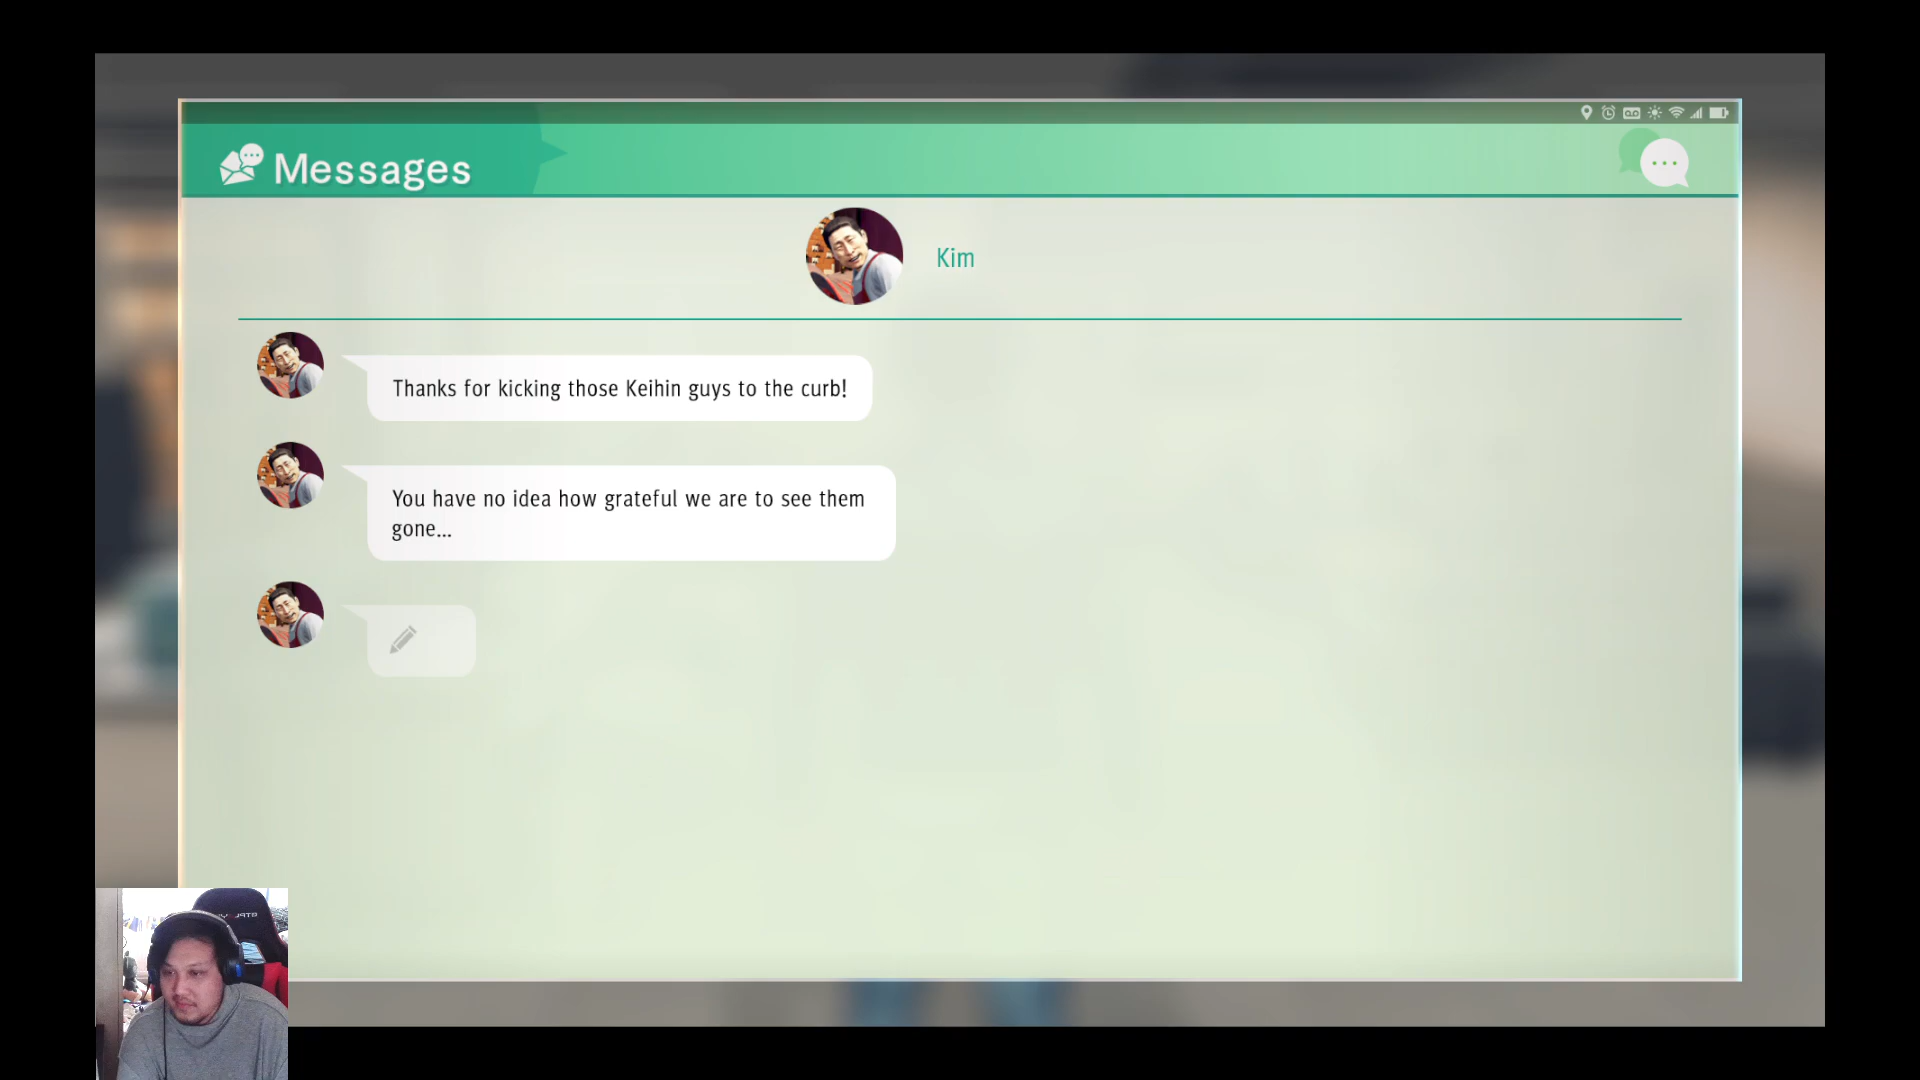 Messages
Kim
Thanks for kicking those Keihin guys to the curb!
You have no idea how grateful we are to see them
gone...